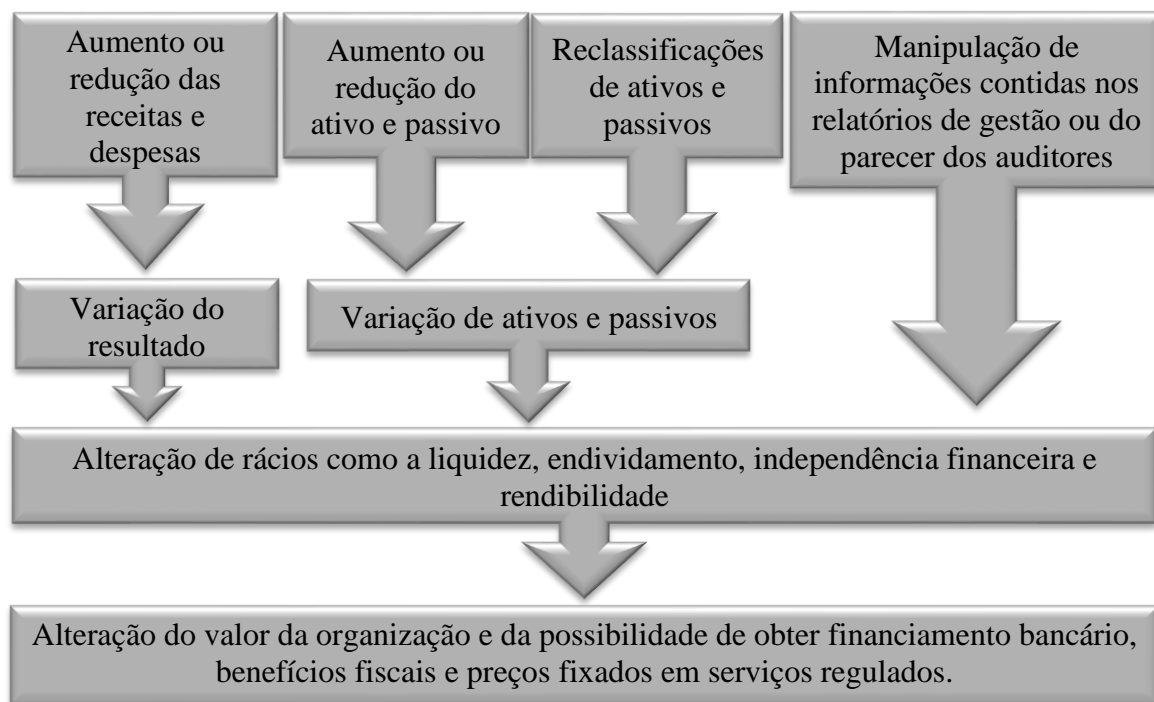 Aumento ou
redução das
receitas e
despesas
Aumento ou
redução do
ativo e passivo
Reclassificações
de ativos e
passivos
Manipulação de
informações contidas nos
relatórios de gestão ou do
parecer dos auditores
Variação do
resultado
Variação de ativos e passivos
Alteração de rácios como a liquidez, endividamento, independência financeira e
rendibilidade
Alteração do valor da organização e da possibilidade de obter financiamento bancário,
benefícios fiscais e preços fixados em serviços regulados.